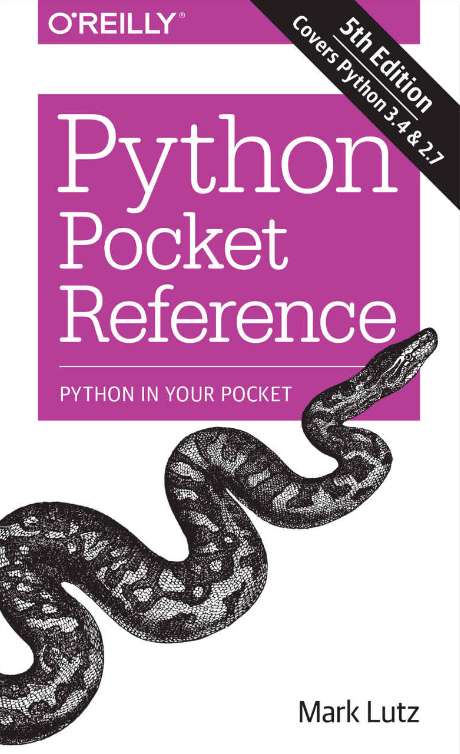 O'REILLY®
5th Edition
Covers Python 3.4 & 2.7
Python
Pocket
Reference
PYTHON IN YOUR POCKET
Mark Lutz